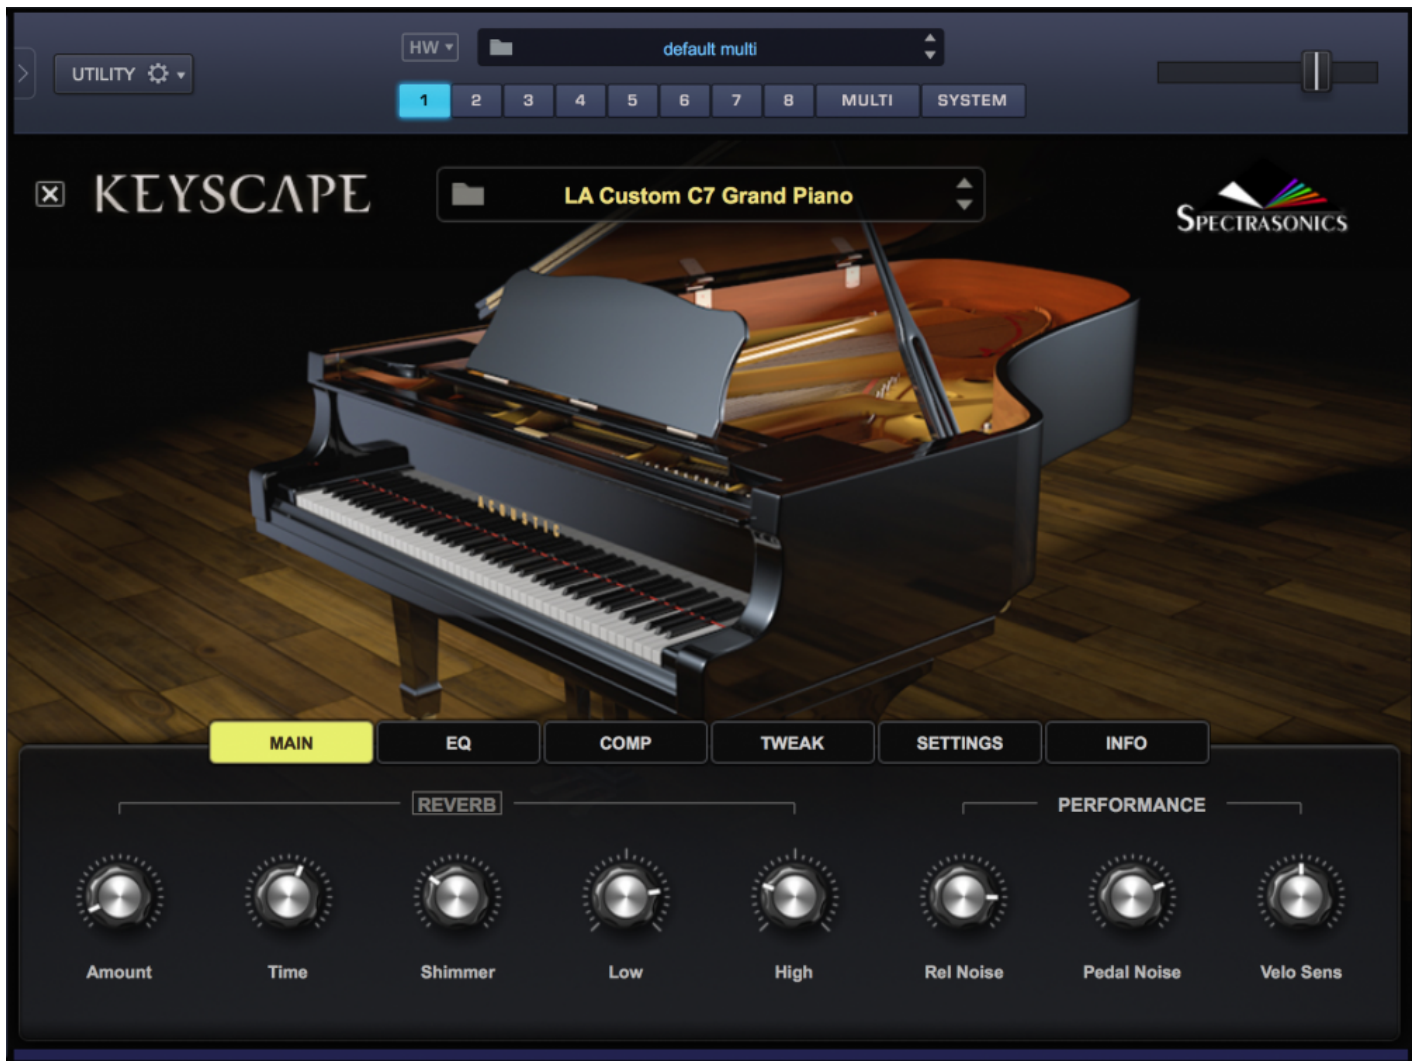 HW
default multi
UTILITY
1 2 3 4 5 6 7 8 MULTI SYSTEM
KEYSCAPE
LA Custom C7 Grand Piano
SPECTRASONICS
ACOUSTIC
MAIN EQ COMP TWEAK SETTINGS INFO
REVERB PERFORMANCE
Amount Time Shimmer Low High Rel Noise Pedal Noise Velo Sens